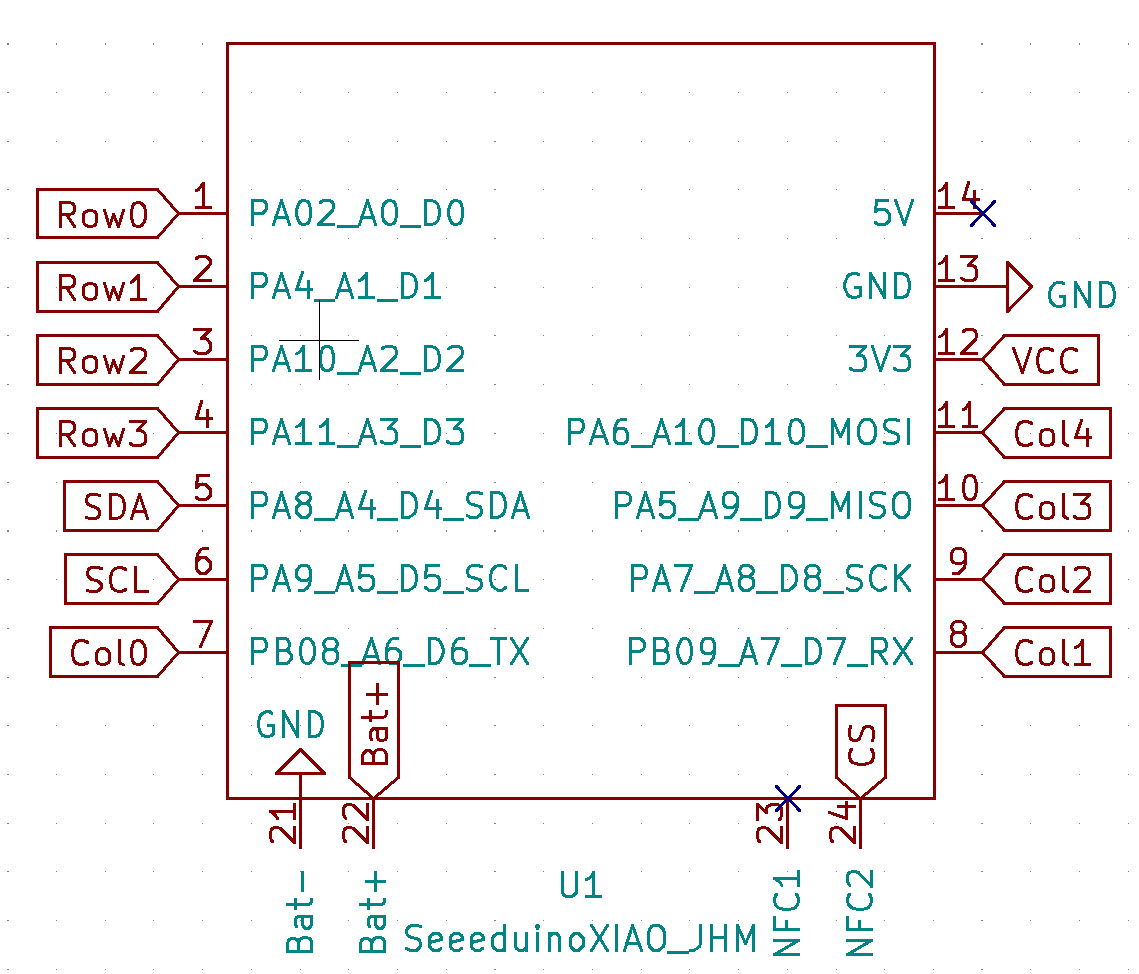 Row0 1 PA02_A0_D0 5V 14
Row1 2 PA4_A1_D1 GND 13 GND
Row2 3 PA10_A2_D2 3V3 12 VCC
Row3 4 PA11_A3_D3 PA6_A10_D10_MOSI 11 Col4
SDA 5 PA8_A4_D4_SDA PA5_A9_D9_MISO 10 Col3
SCL 6 PA9_A5_D5_SCL PA7_A8_D8_SCK 9 Col2
Col0 7 PB08_A6_D6_TX PB09_A7_D7_RX 8 Col1
GND Bat+ CS
21 22 23 24
Bat- Bat+ NFC1 NFC2
U1
SeeeduinoXIAO_JHM